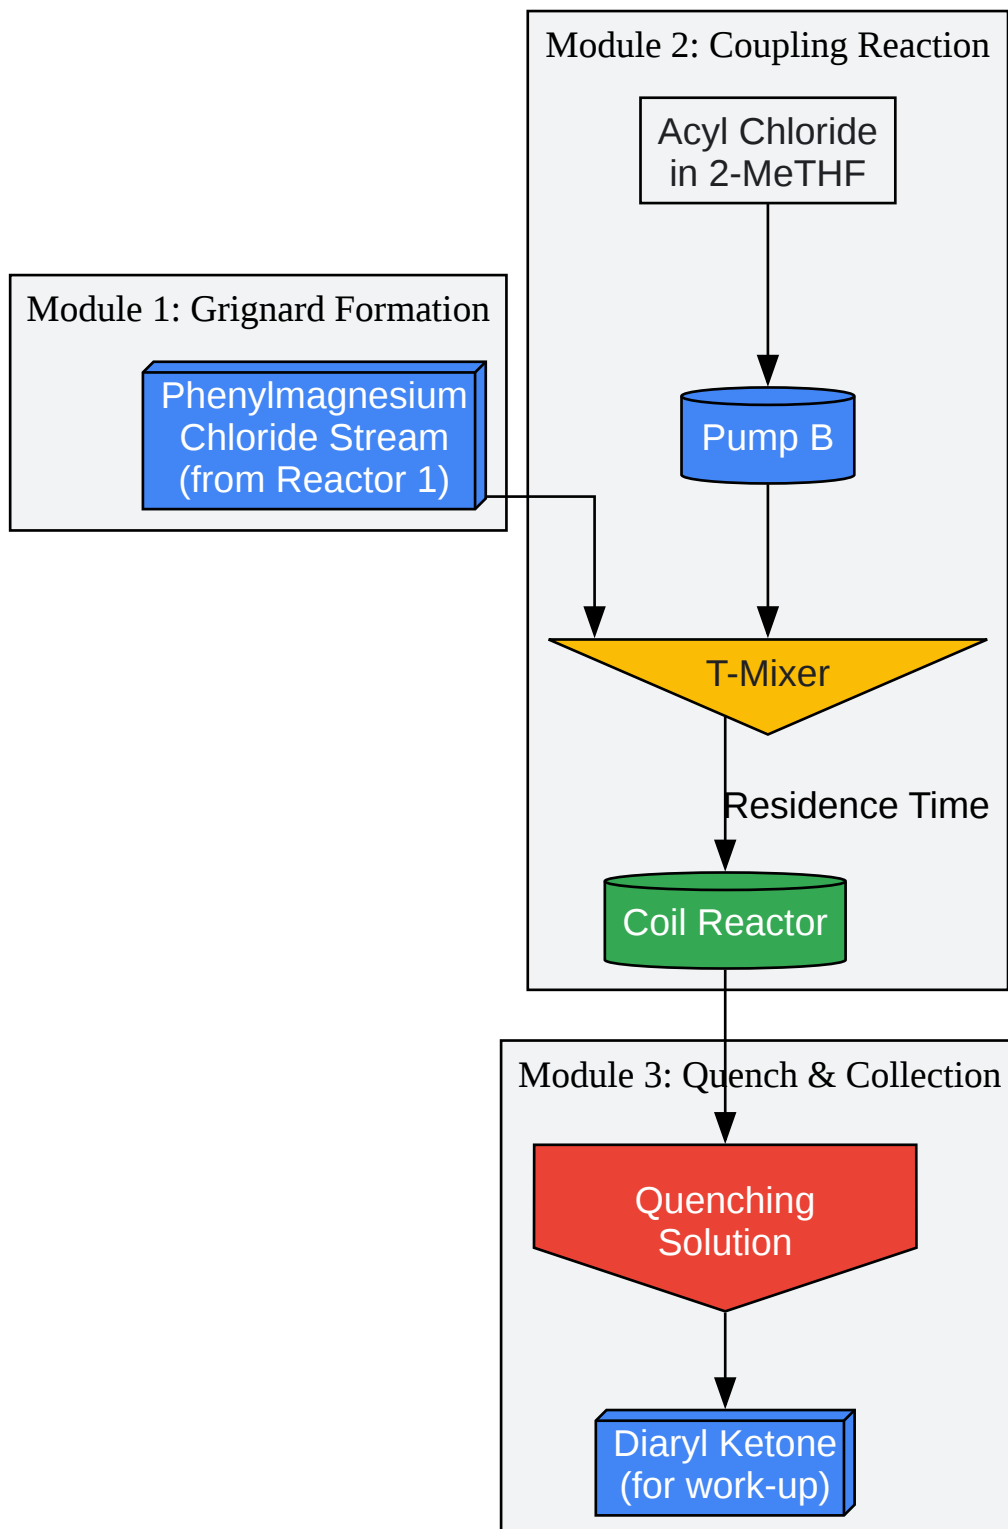 Module 2: Coupling Reaction
Acyl Chloride
in 2-MeTHF
Module 1: Grignard Formation
Phenylmagnesium
Chloride Stream
(from Reactor 1)
Pump B
T-Mixer
Residence Time
Coil Reactor
Module 3: Quench & Collection
Quenching
Solution
Diaryl Ketone
(for work-up)